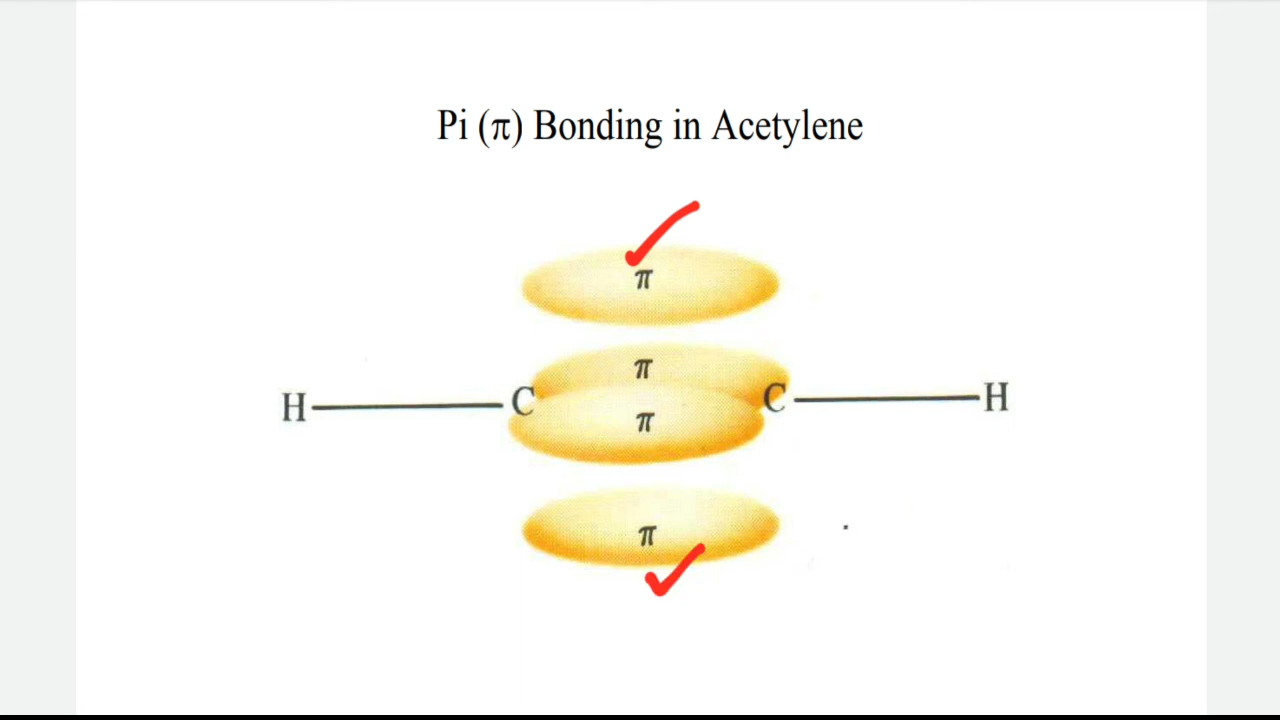 Pi (π) Bonding in Acetylene
π
π
H C C H
π
π